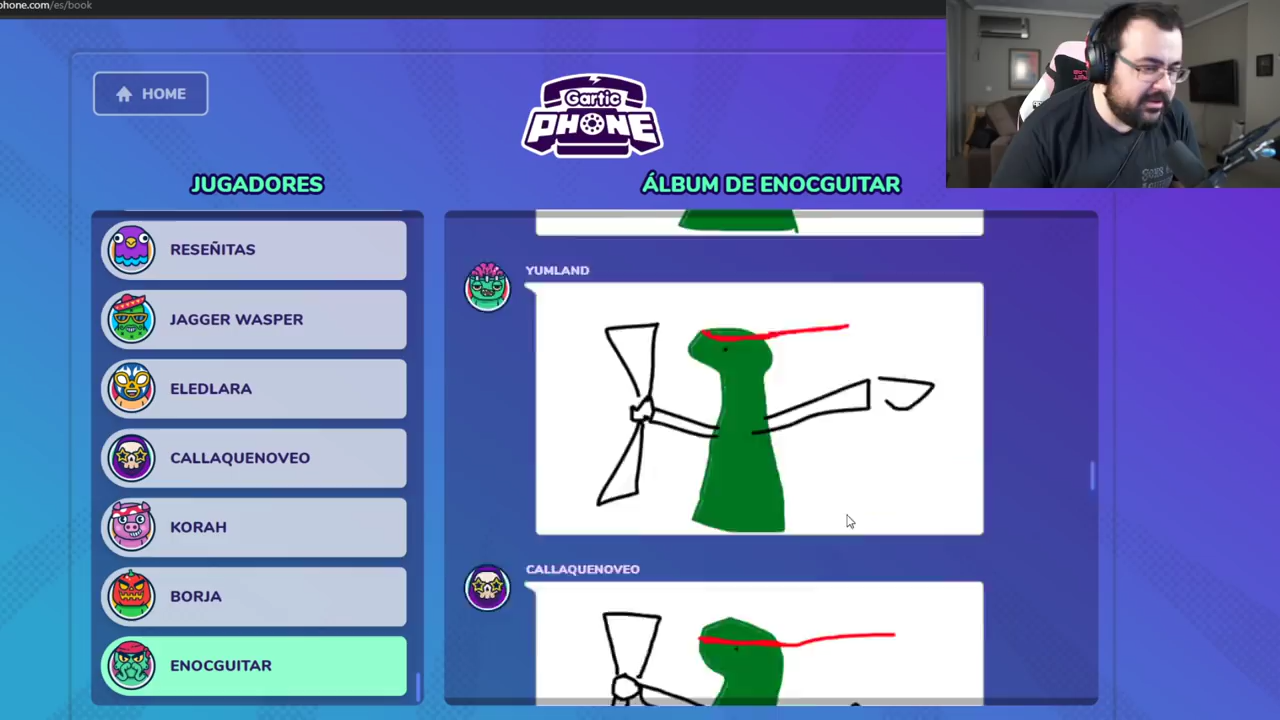 phone.com/es/book
HOME
Gartic
PHONE
JUGADORES
ÁLBUM DE ENOCGUITAR
RESEÑITAS
YUMLAND
JAGGER WASPER
ELEDLARA
CALLAQUENOVEO
KORAH
CALLAQUENOVEO
BORJA
ENOCGUITAR